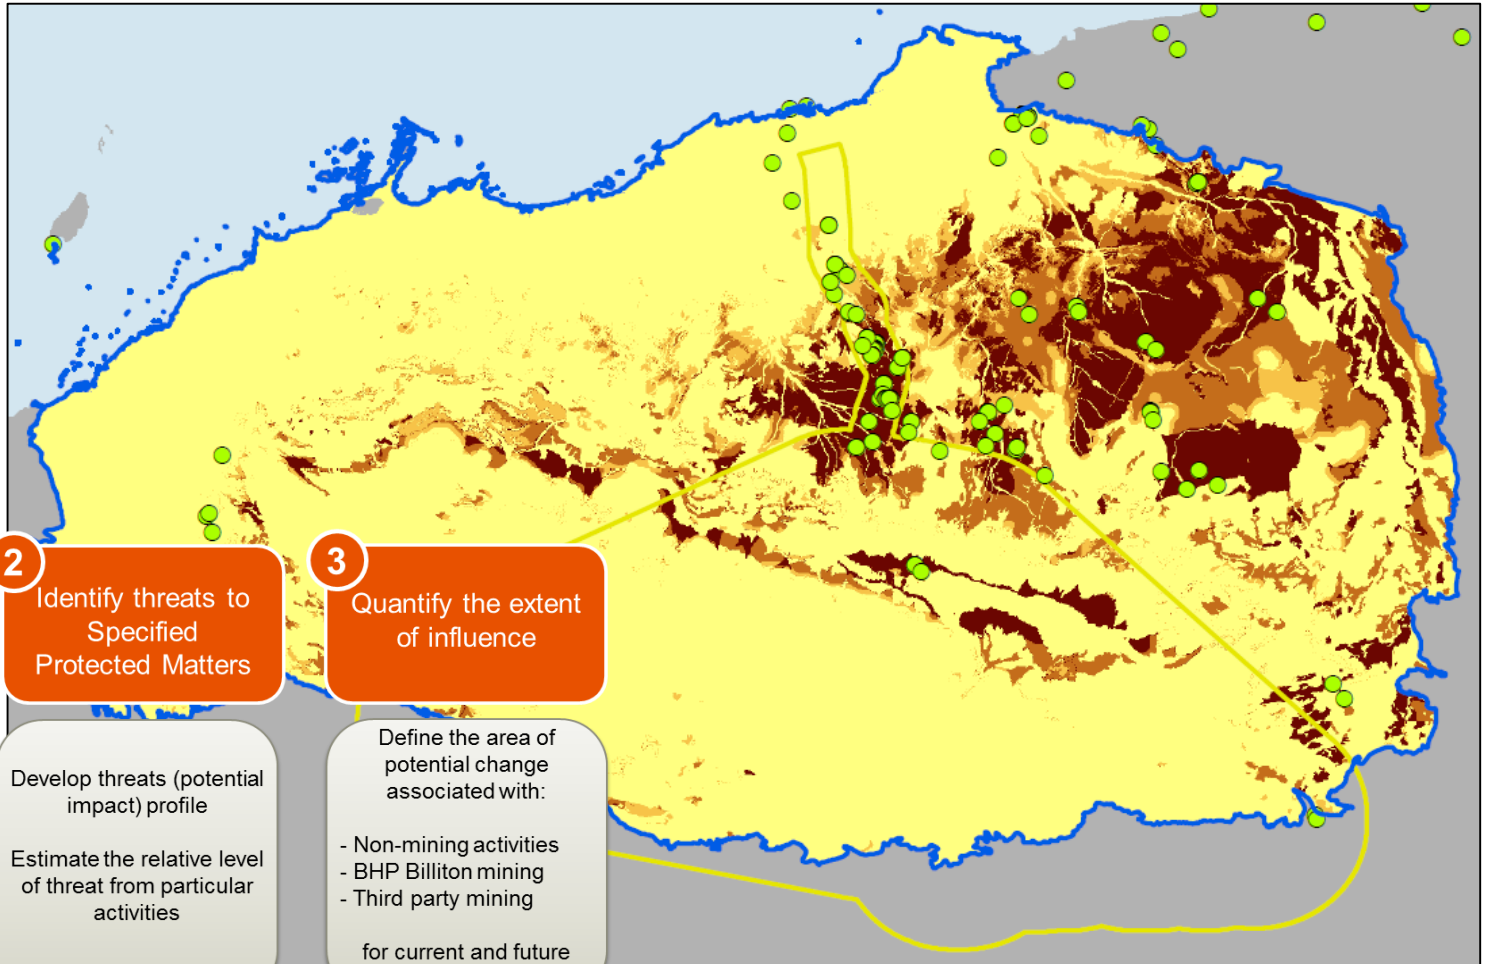 2
Identify threats to
Specified
Protected Matters
Develop threats (potential
impact) profile
Estimate the relative level
of threat from particular
activities
3
Quantify the extent
of influence
Define the area of
potential change
associated with:
- Non-mining activities
- BHP Billiton mining
- Third party mining
for current and future